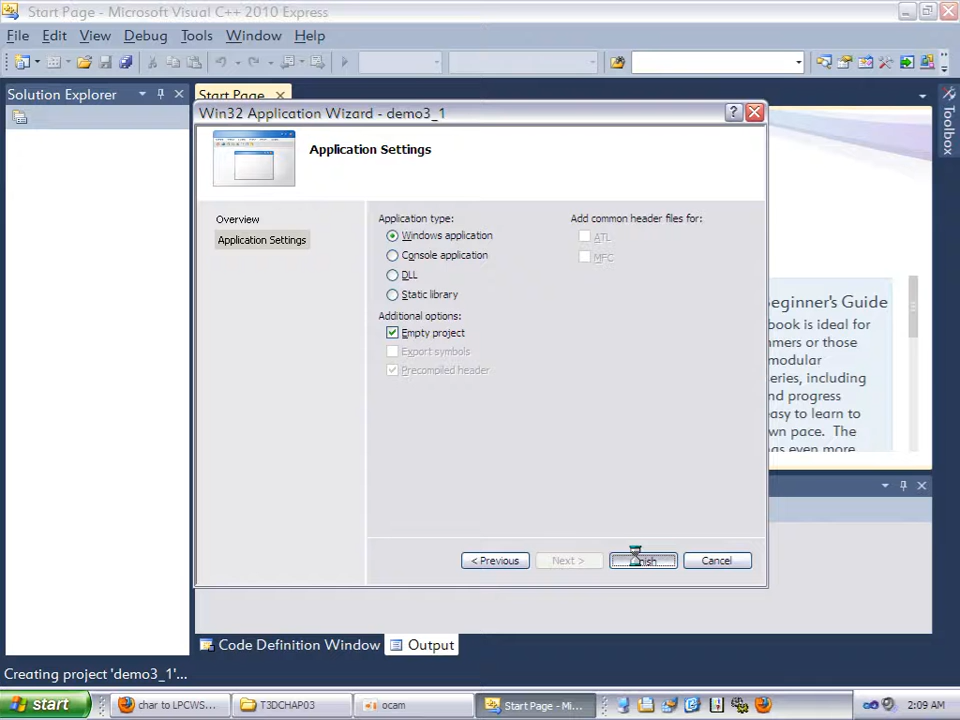 Start Page - Microsoft Visual C++ 2010 Express
File Edit View Debug Tools Window Help
Solution Explorer
Start Page
Toolbox
Win32 Application Wizard - demo3_1
Application Settings
Overview
Application Settings
Application type:
Windows application
Console application
DLL
Static library
Additional options:
Empty project
Export symbols
Precompiled header
Add common header files for:
ATL
MFC
eginner's Guide
book is ideal for
mers or those
modular
eries, including
nd progress
easy to learn to
wn pace. The
as even more
< Previous Next > Cancel
Code Definition Window Output
Creating project 'demo3_1'...
start char to LPCWS... T3DCHAP03 ocam Start Page - Mi... 2:09 AM